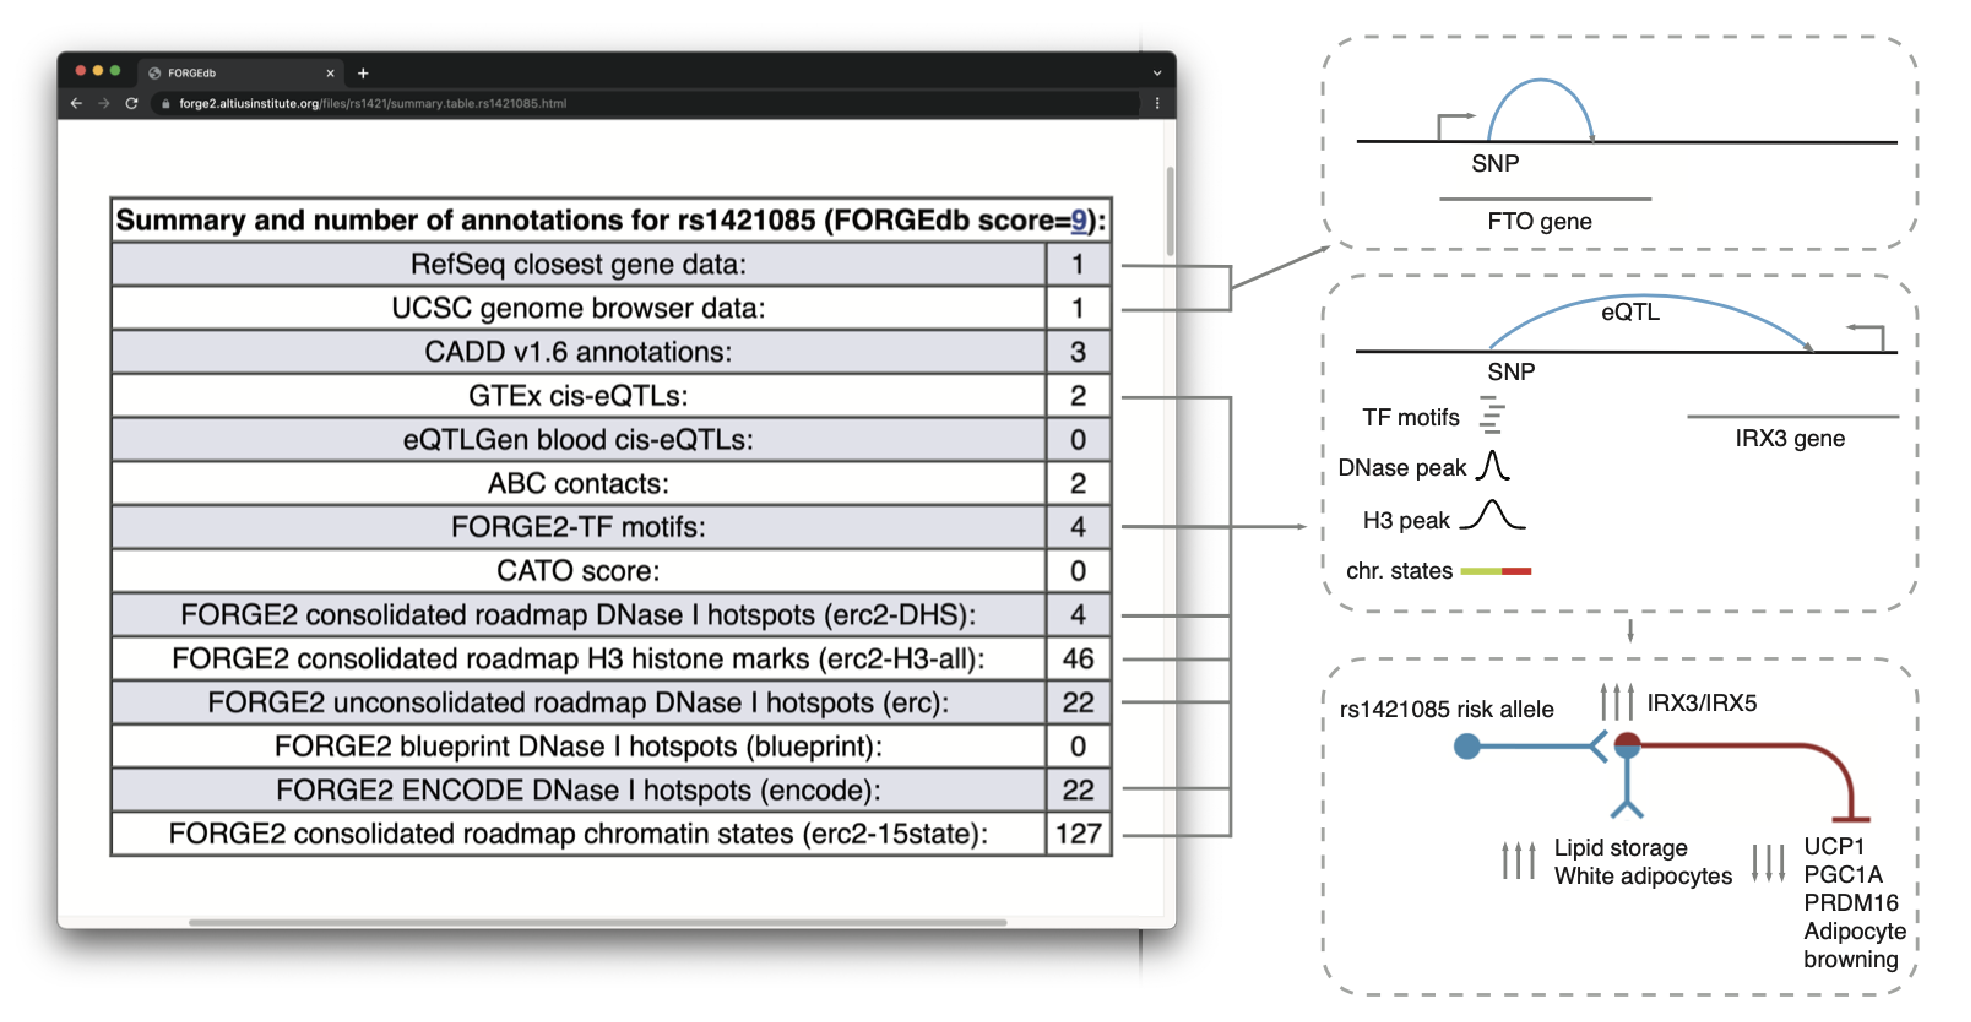 FORGEdb
forge2.altiusinstitute.org/files/rs1421/summary.table.rs1421085.html
Summary and number of annotations for rs1421085 (FORGEdb score=9):
RefSeq closest gene data: 1
UCSC genome browser data: 1
CADD v1.6 annotations: 3
GTEx cis-eQTLs: 2
eQTLGen blood cis-eQTLs: 0
ABC contacts: 2
FORGE2-TF motifs: 4
CATO score: 0
FORGE2 consolidated roadmap DNase I hotspots (erc2-DHS): 4
FORGE2 consolidated roadmap H3 histone marks (erc2-H3-all): 46
FORGE2 unconsolidated roadmap DNase I hotspots (erc): 22
FORGE2 blueprint DNase I hotspots (blueprint): 0
FORGE2 ENCODE DNase I hotspots (encode): 22
FORGE2 consolidated roadmap chromatin states (erc2-15state): 127
SNP
FTO gene
eQTL
SNP
TF motifs
IRX3 gene
DNase peak
H3 peak
chr. states
rs1421085 risk allele
IRX3/IRX5
Lipid storage
White adipocytes
UCP1
PGC1A
PRDM16
Adipocyte
browning